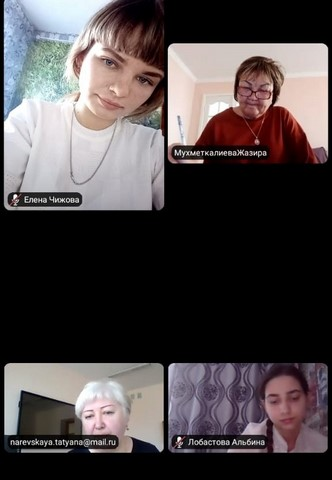 Елена Чижова
МухметкалиеваЖазира
narevskaya.tatyana@mail.ru
Лобастова Альбина